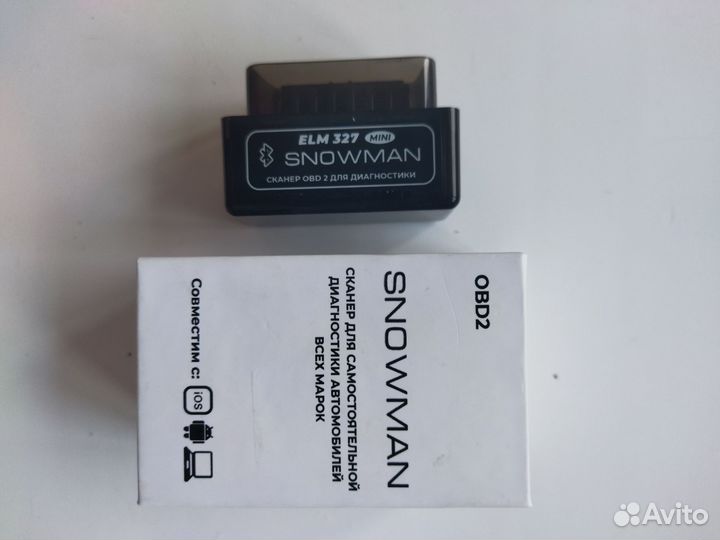 ELM 327 MINI
SNOWMAN
СКАНЕР OBD 2 ДЛЯ ДИАГНОСТИКИ
OBD2
SNOWMAN
СКАНЕР ДЛЯ САМОСТОЯТЕЛЬНОЙ
ДИАГНОСТИКИ АВТОМОБИЛЕЙ
ВСЕХ МАРОК
Совместим с:
iOS
Avito